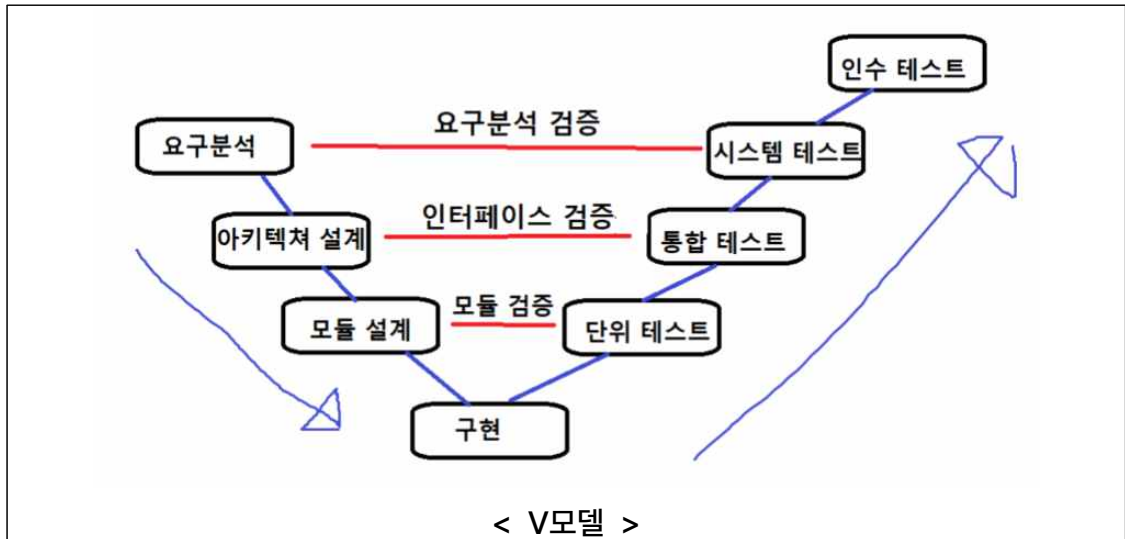 인수 테스트
요구분석 검증
요구분석
시스템 테스트
인터페이스 검증
아키텍쳐 설계
통합 테스트
모듈 검증
모듈 설계
단위 테스트
구현
< V모델 >